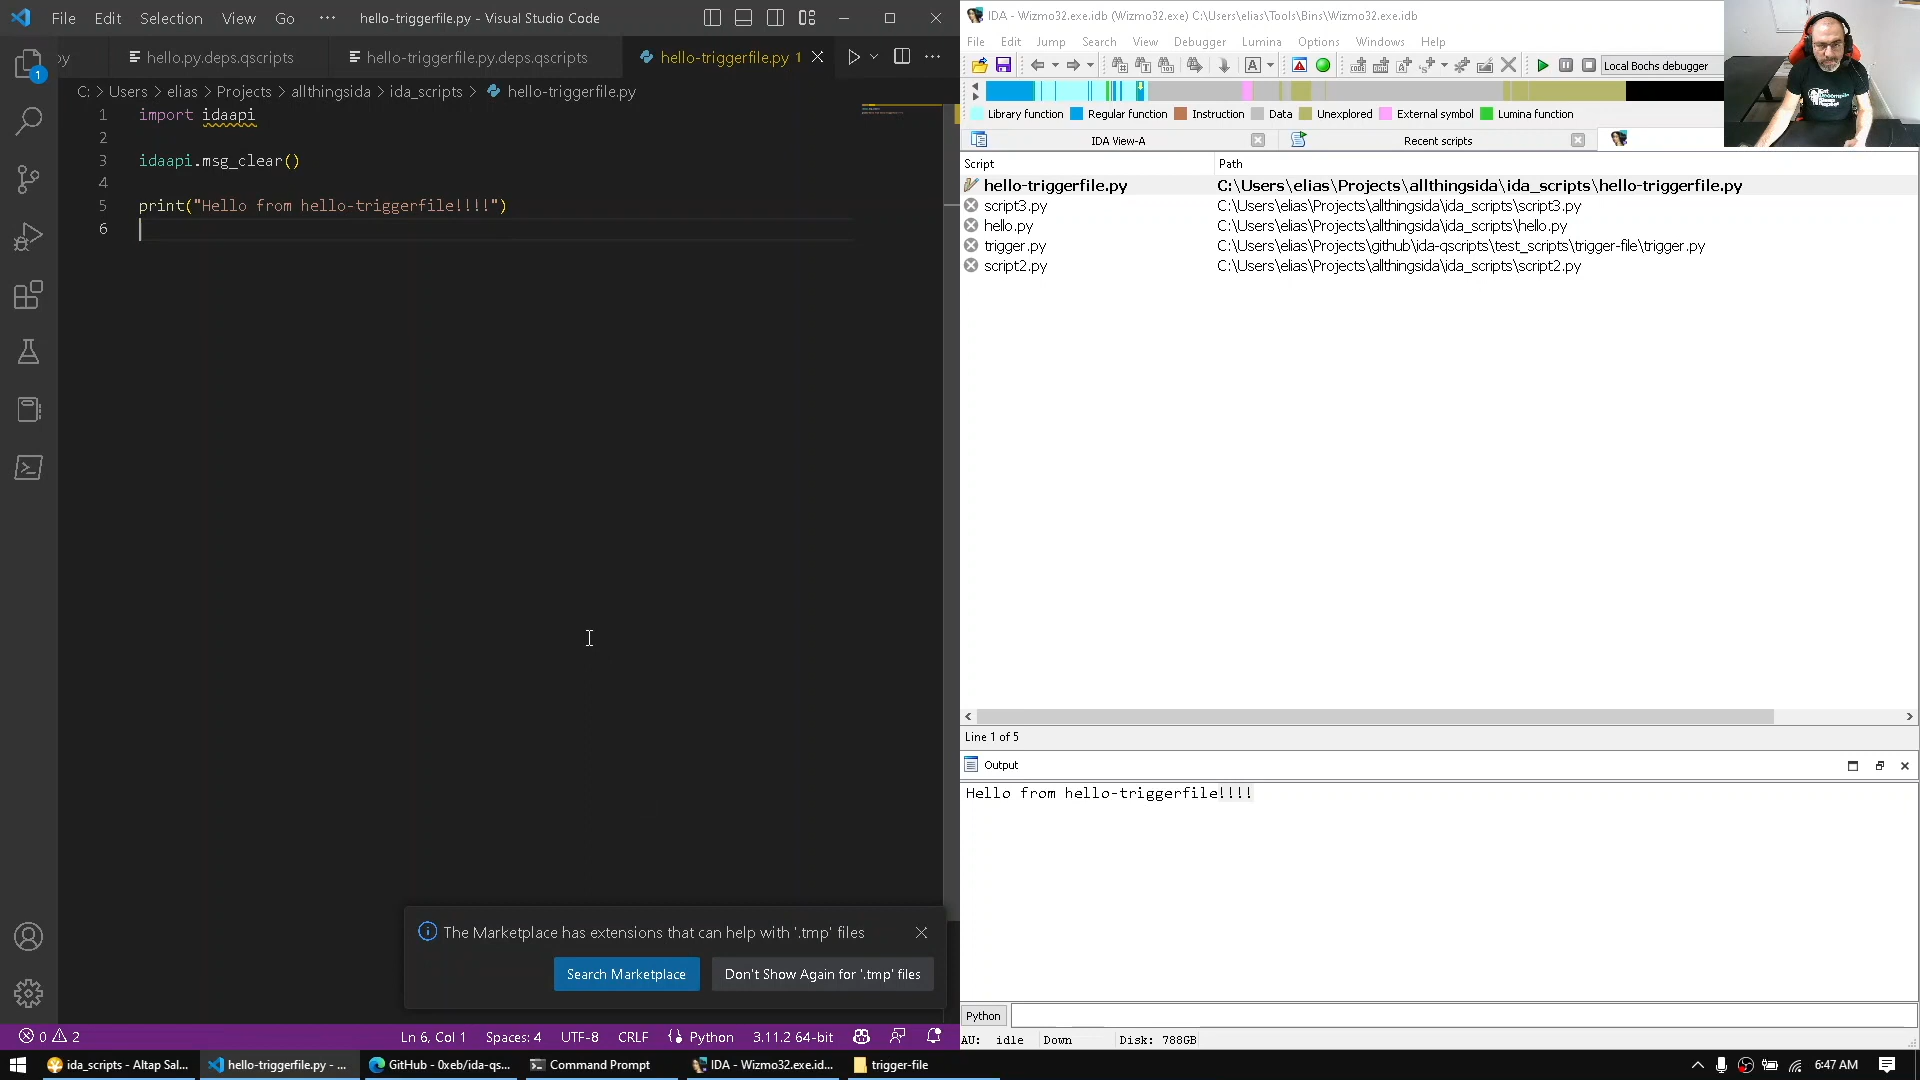 File Edit Selection View Go ··· hello-triggerfile.py - Visual Studio Code
py hello.py.deps.qscripts hello-triggerfile.py.deps.qscripts hello-triggerfile.py 1
C: > Users > elias > Projects > allthingsida > ida_scripts > hello-triggerfile.py
1 import idaapi
2
3 idaapi.msg_clear()
4
5 print("Hello from hello-triggerfile!!!!")
6
1
The Marketplace has extensions that can help with '.tmp' files
Search Marketplace Don't Show Again for '.tmp' files
0 2 Ln 6, Col 1 Spaces: 4 UTF-8 CRLF Python 3.11.2 64-bit
IDA - Wizmo32.exe.idb (Wizmo32.exe) C:\Users\elias\Tools\Bins\Wizmo32.exe.idb
File Edit Jump Search View Debugger Lumina Options Windows Help
Local Bochs debugger
Library function Regular function Instruction Data Unexplored External symbol Lumina function
IDA View-A Recent scripts
Script Path
hello-triggerfile.py C:\Users\elias\Projects\allthingsida\ida_scripts\hello-triggerfile.py
script3.py C:\Users\elias\Projects\allthingsida\ida_scripts\script3.py
hello.py C:\Users\elias\Projects\allthingsida\ida_scripts\hello.py
trigger.py C:\Users\elias\Projects\github\ida-qscripts\test_scripts\trigger-file\trigger.py
script2.py C:\Users\elias\Projects\allthingsida\ida_scripts\script2.py
Line 1 of 5
Output
Hello from hello-triggerfile!!!!
Python
AU: idle Down Disk: 788GB
ida_scripts - Altap Sal... hello-triggerfile.py - ... GitHub - 0xeb/ida-qs... Command Prompt IDA - Wizmo32.exe.id... trigger-file 6:47 AM